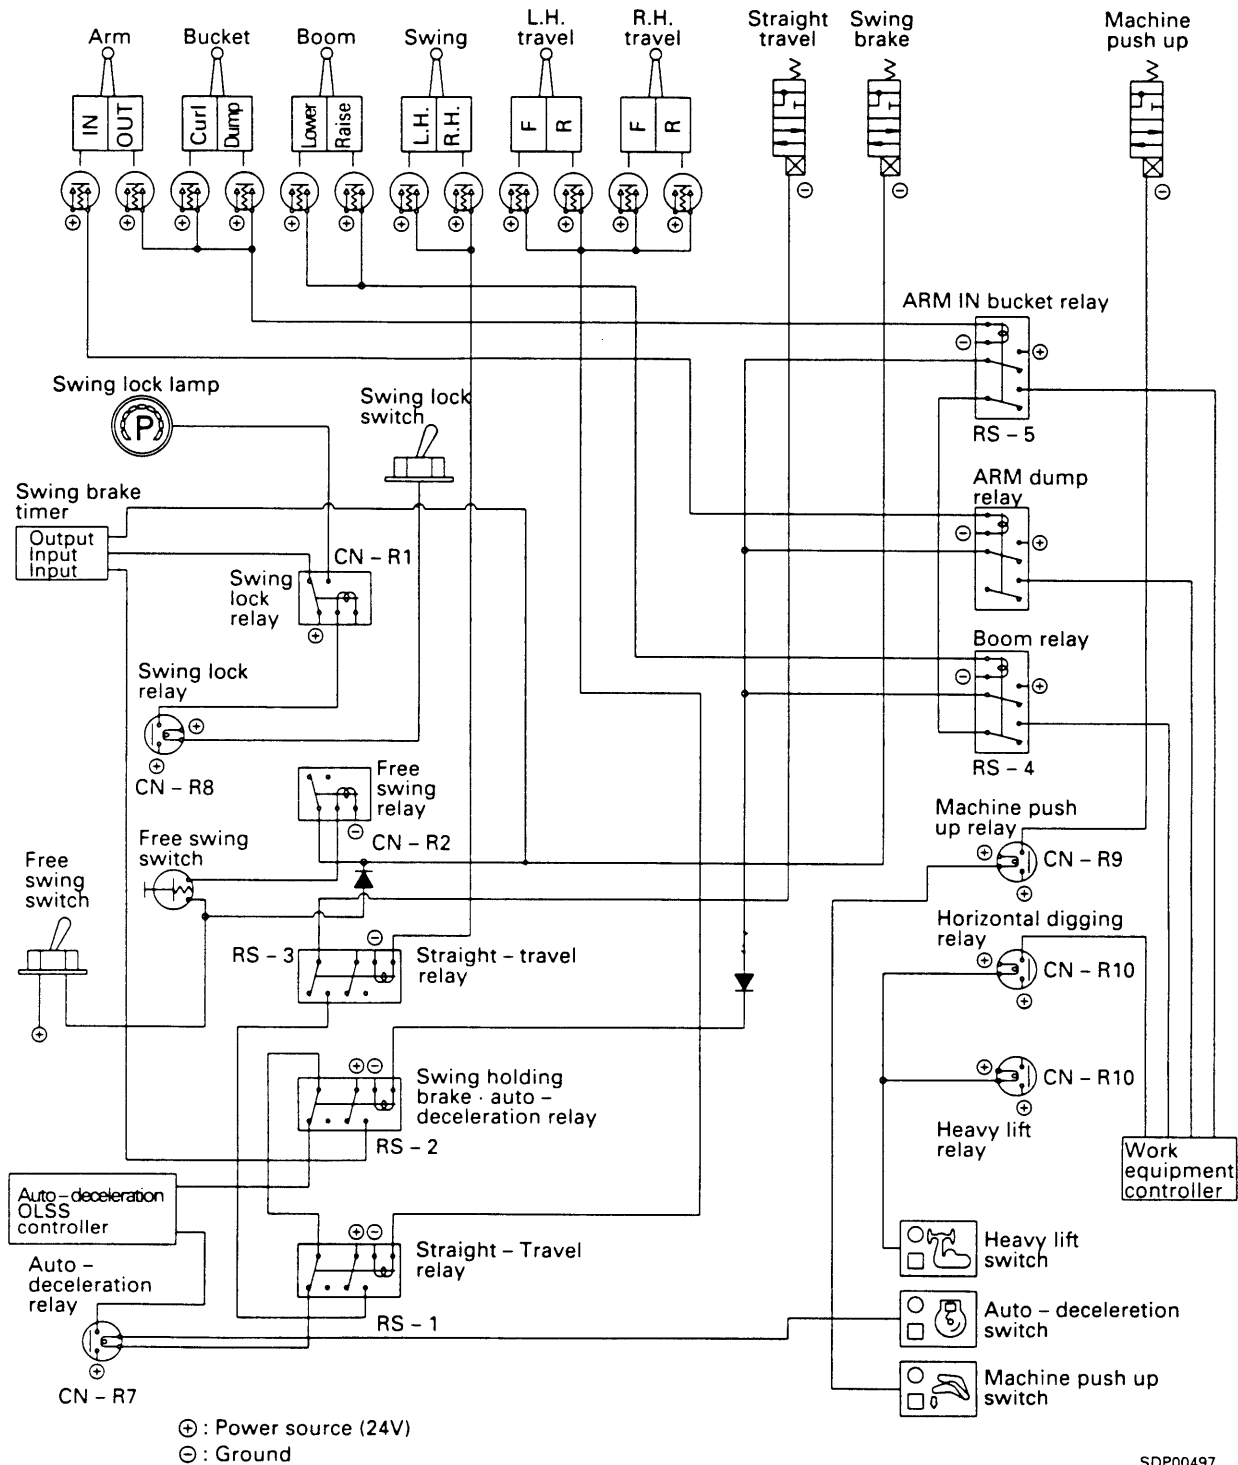 L.H.
travel
R.H.
travel
Straight
travel
Swing
brake
Machine
push up
Arm
Bucket
Boom
Swing
IN
OUT
Curl
Dump
Lower
Raise
L.H.
R.H.
F
R
F
R
ARM IN bucket relay
RS – 5
Swing lock lamp
P
Swing lock
switch
ARM dump
relay
Swing brake
timer
Output
Input
Input
CN – R1
Swing
lock
relay
Boom relay
RS – 4
Swing lock
relay
CN – R8
Free
swing
relay
CN – R2
Machine push
up relay
CN – R9
Free swing
switch
Free
swing
switch
Horizontal digging
relay
CN – R10
RS – 3
Straight – travel
relay
Swing holding
brake · auto –
deceleration relay
RS – 2
CN – R10
Heavy lift
relay
Work
equipment
controller
Auto – deceleration
OLSS
controller
Straight – Travel
relay
RS – 1
Heavy lift
switch
Auto –
deceleration
relay
CN – R7
Auto – deceleretion
switch
Machine push up
switch
⊕ : Power source (24V)
⊖ : Ground
SDP00497